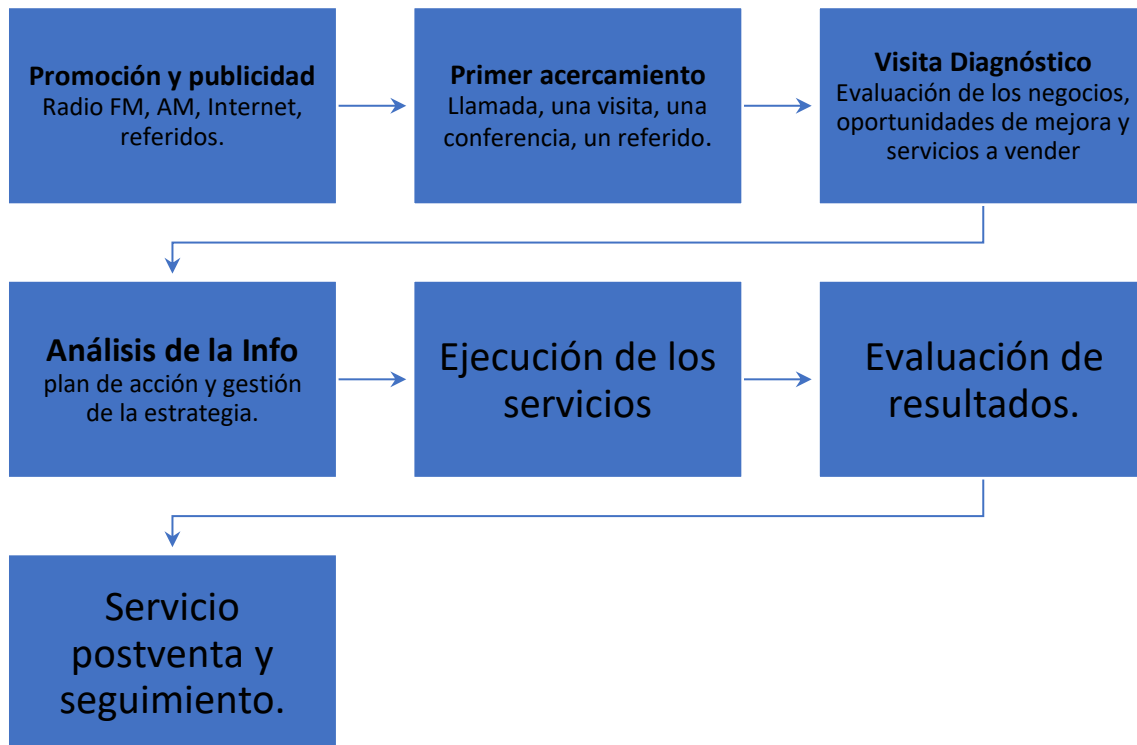 Promoción y publicidad
Radio FM, AM, Internet,
referidos.
Primer acercamiento
Llamada, una visita, una
conferencia, un referido.
Visita Diagnóstico
Evaluación de los negocios,
oportunidades de mejora y
servicios a vender
Análisis de la Info
plan de acción y gestión
de la estrategia.
Ejecución de los
servicios
Evaluación de
resultados.
Servicio
postventa y
seguimiento.